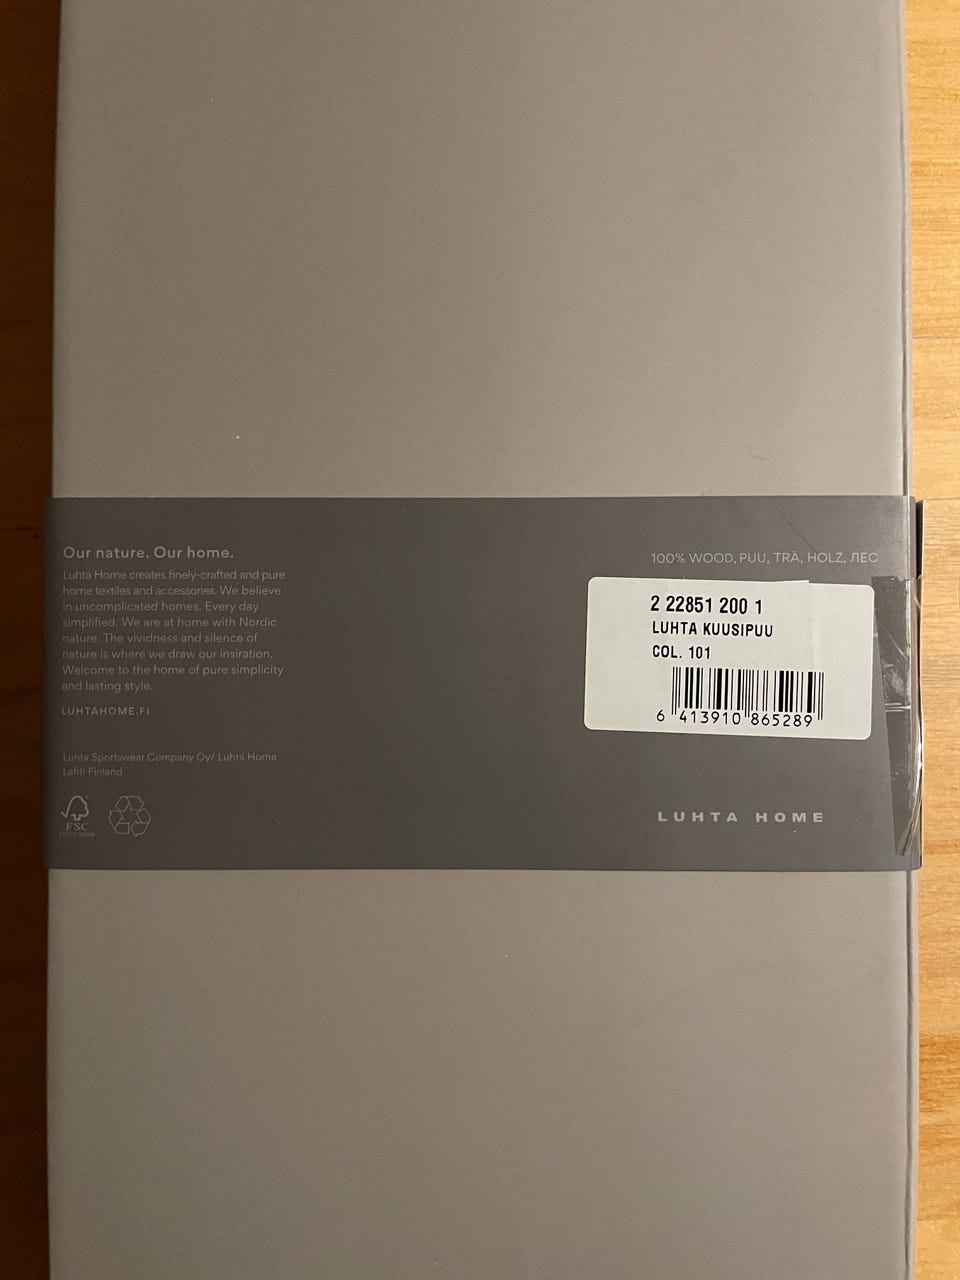 Our nature. Our home.
Luhta Home creates finely-crafted and pure
home textiles and accessories. We believe
in uncomplicated homes. Every day
simplified. We are at home with Nordic
nature. The vividness and silence of
nature is where we draw our insiration.
Welcome to the home of pure simplicity
and lasting style.
LUHTAHOME.FI
Luhta Sportswear Company Oy/ Luhta Home
Lahti Finland
FSC
100% WOOD, PUU, TRÄ, HOLZ, ЛЕС
2 22851 200 1
LUHTA KUUSIPUU
COL. 101
6 413910 865289
LUHTA HOME